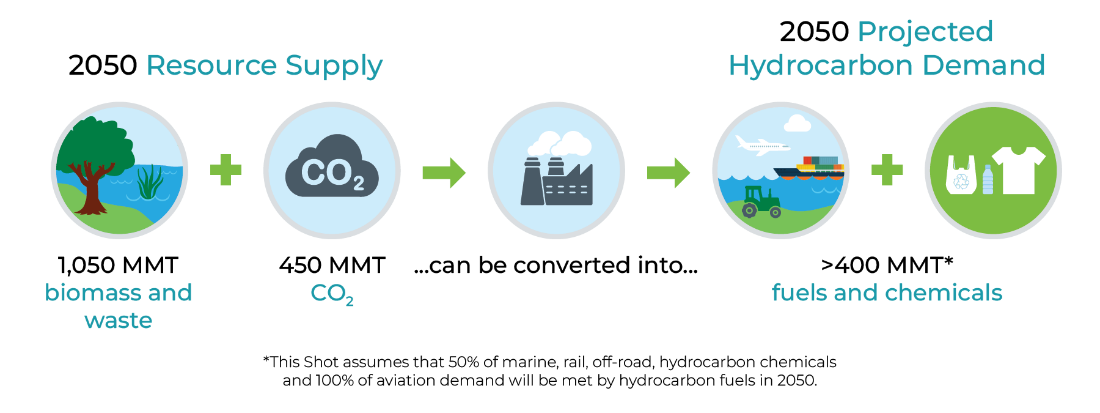 2050 Resource Supply
2050 Projected
Hydrocarbon Demand
CO₂
1,050 MMT
biomass and
waste
450 MMT
CO₂
...can be converted into...
>400 MMT*
fuels and chemicals
*This Shot assumes that 50% of marine, rail, off-road, hydrocarbon chemicals
and 100% of aviation demand will be met by hydrocarbon fuels in 2050.